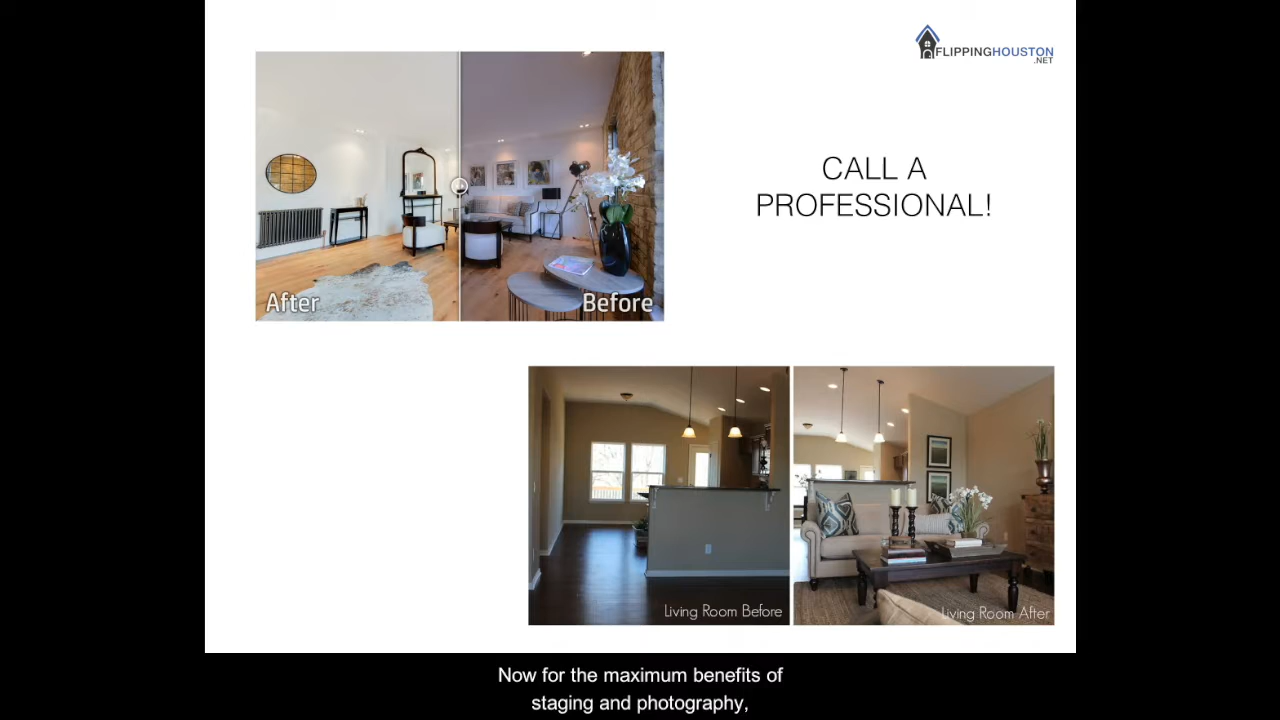 FLIPPINGHOUSTON
.NET
CALL A
PROFESSIONAL!
After
Before
Living Room Before
Living Room After
Now for the maximum benefits of
staging and photography,